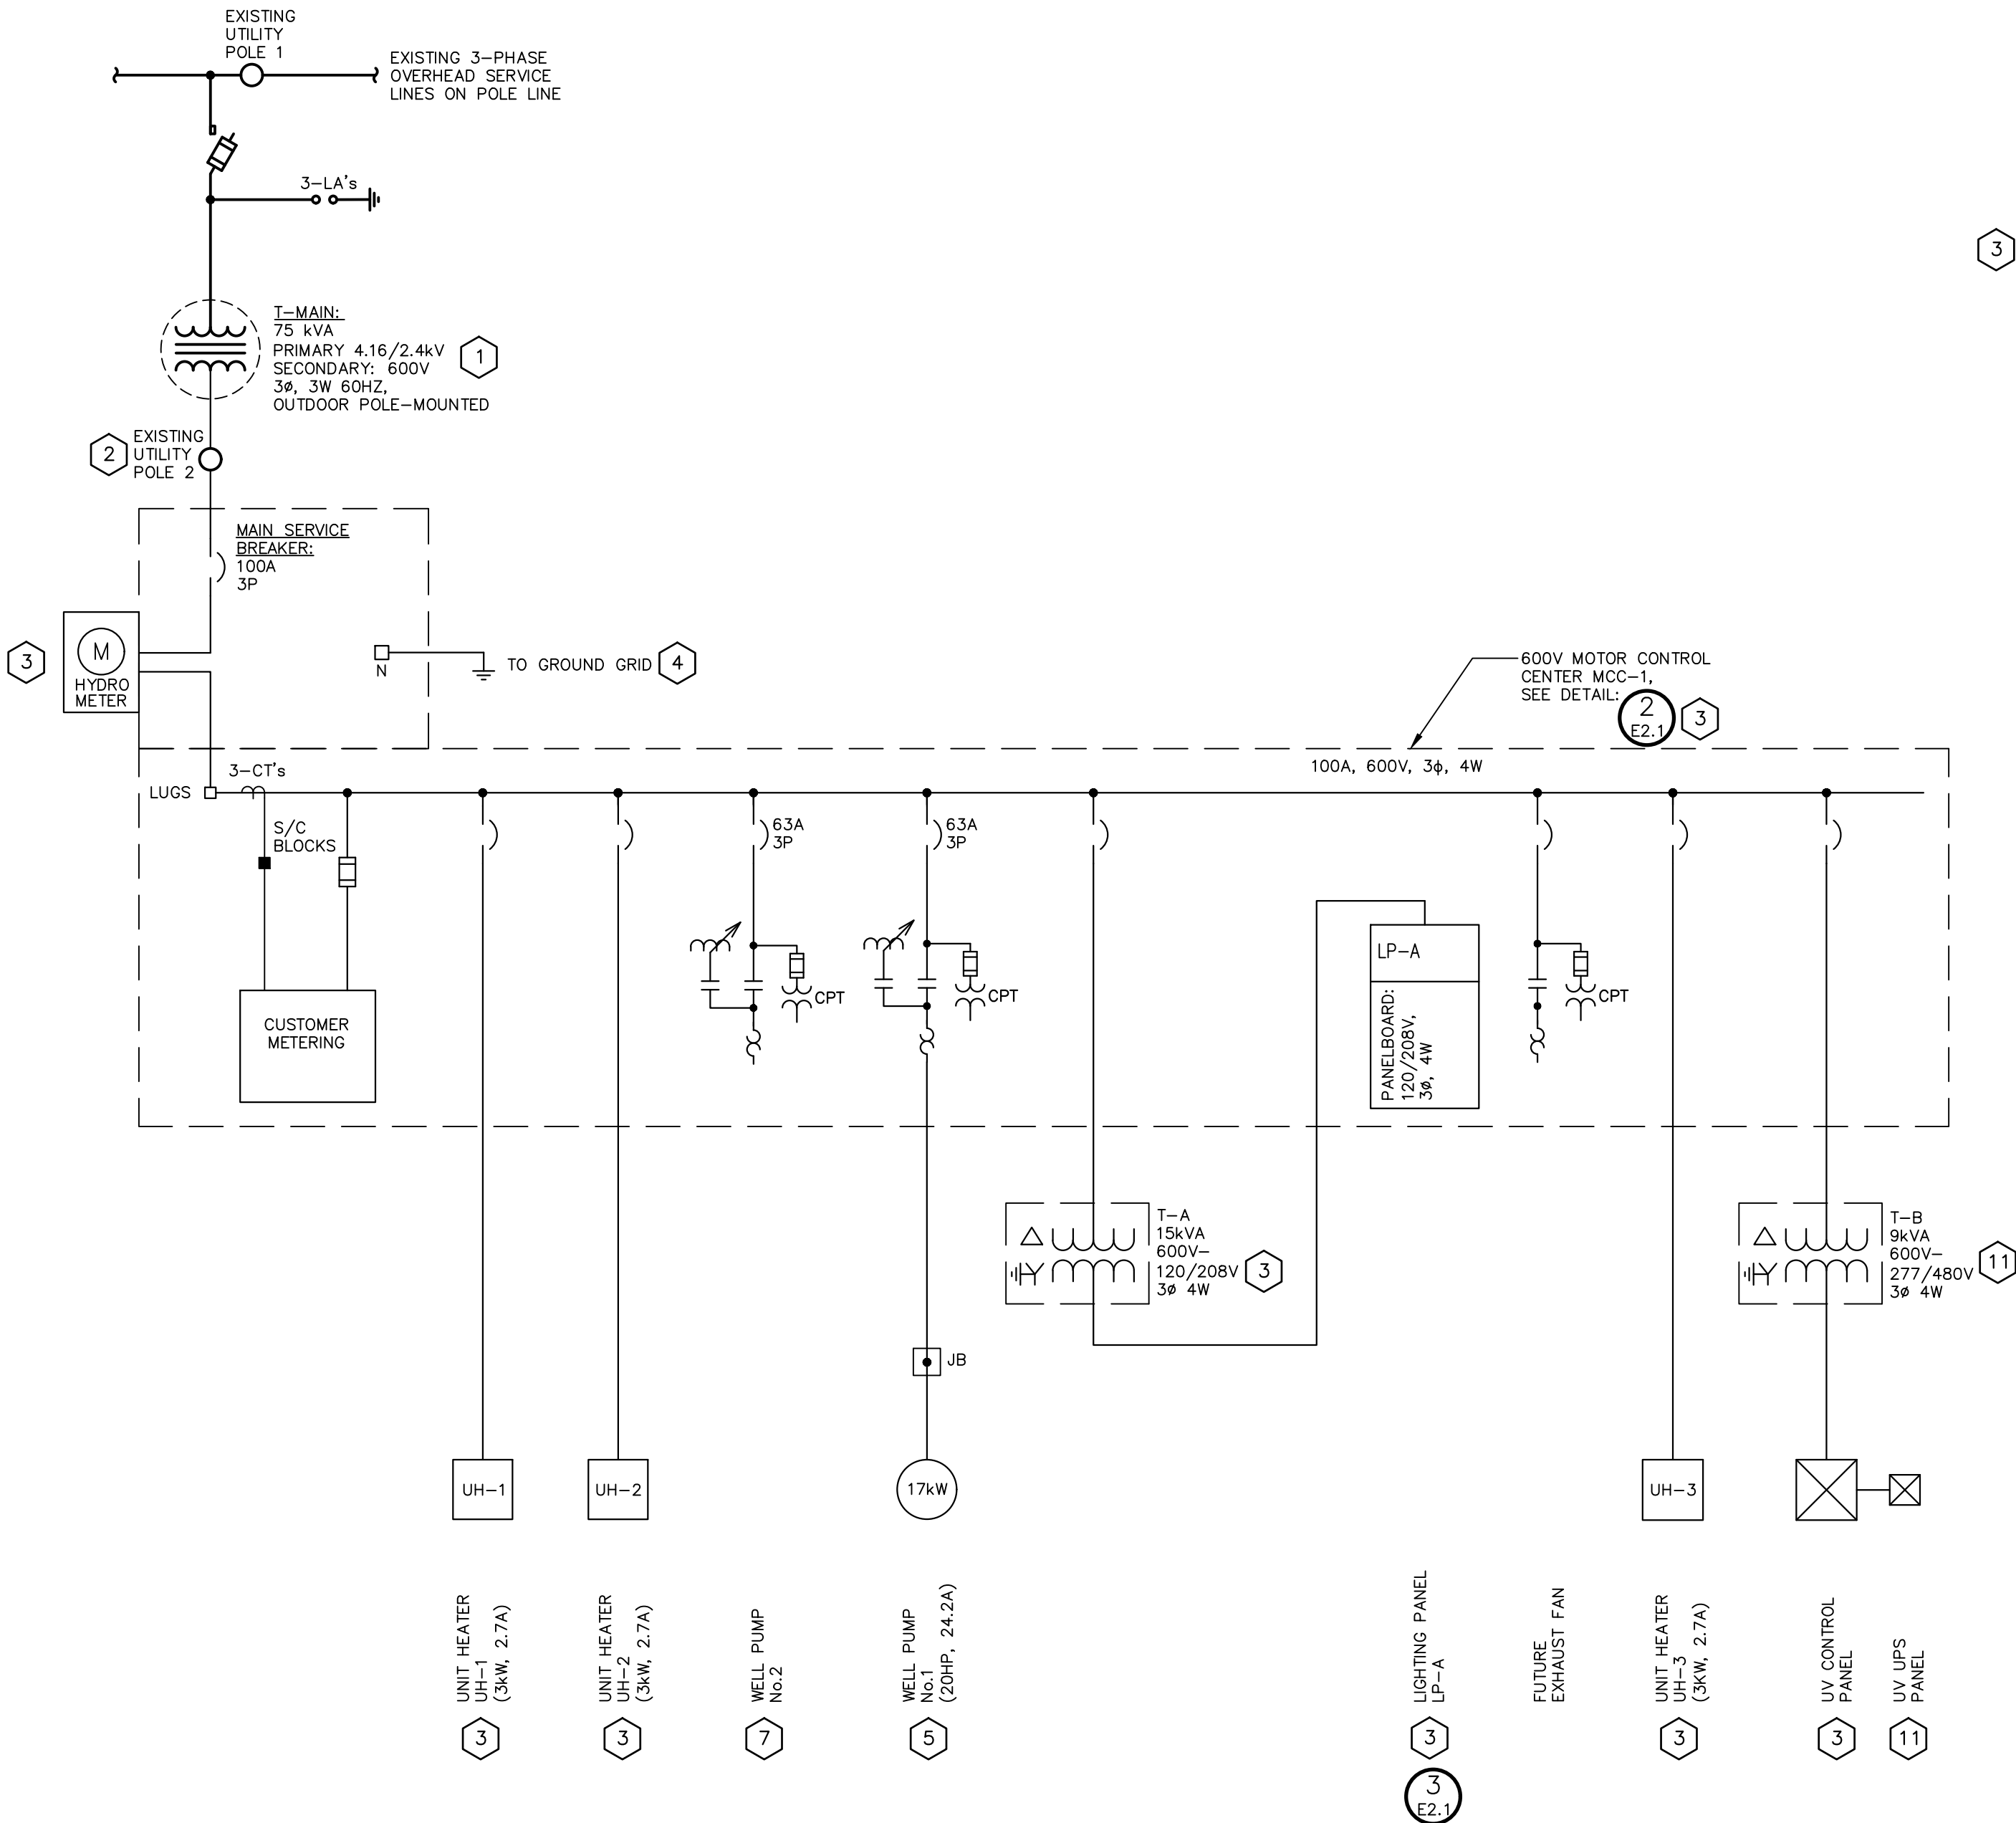 EXISTING
UTILITY
POLE 1
EXISTING 3-PHASE
OVERHEAD SERVICE
LINES ON POLE LINE
3-LA's
3
T-MAIN:
75 kVA
PRIMARY 4.16/2.4kV
SECONDARY: 600V
3ø, 3W 60HZ,
OUTDOOR POLE-MOUNTED
1
2
EXISTING
UTILITY
POLE 2
MAIN SERVICE
BREAKER:
100A
3P
3
M
HYDRO
METER
N
TO GROUND GRID
4
600V MOTOR CONTROL
CENTER MCC-1,
SEE DETAIL:
2
E2.1
3
100A, 600V, 3ϕ, 4W
LUGS
3-CT's
S/C
BLOCKS
63A
3P
63A
3P
CUSTOMER
METERING
CPT
CPT
LP-A
PANELBOARD:
120/208V,
3ø, 4W
CPT
T-A
15kVA
600V-
120/208V
3ø 4W
3
T-B
9kVA
600V-
277/480V
3ø 4W
11
JB
UH-1
UH-2
17kW
UH-3
UNIT HEATER
UH-1
(3kW, 2.7A)
3
UNIT HEATER
UH-2
(3kW, 2.7A)
3
WELL PUMP
No.2
7
WELL PUMP
No.1
(20HP, 24.2A)
5
LIGHTING PANEL
LP-A
3
3
E2.1
FUTURE
EXHAUST FAN
UNIT HEATER
UH-3
(3KW, 2.7A)
3
UV CONTROL
PANEL
3
UV UPS
PANEL
11